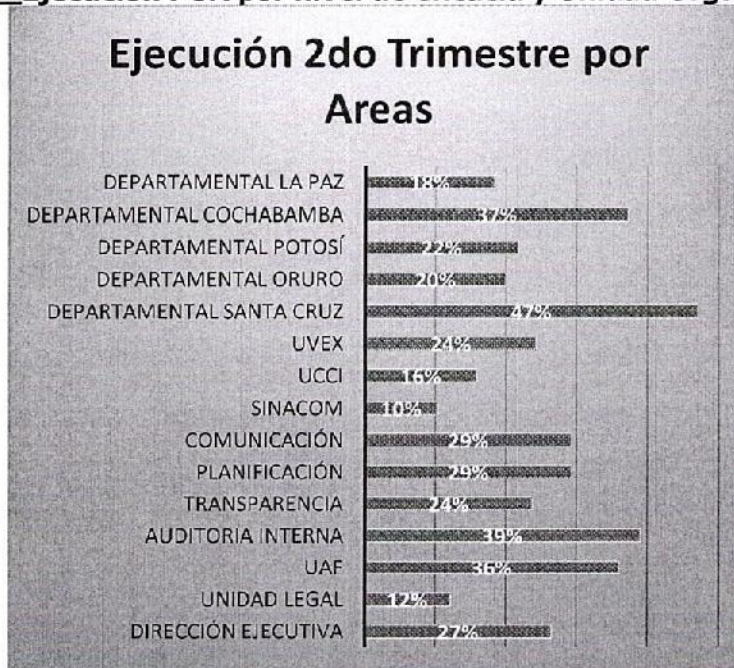 Ejecución 2do Trimestre por
Areas
DEPARTAMENTAL LA PAZ 18%
DEPARTAMENTAL COCHABAMBA 37%
DEPARTAMENTAL POTOSÍ 22%
DEPARTAMENTAL ORURO 20%
DEPARTAMENTAL SANTA CRUZ 47%
UVEX 24%
UCCI 16%
SINACOM 10%
COMUNICACIÓN 29%
PLANIFICACIÓN 29%
TRANSPARENCIA 24%
AUDITORIA INTERNA 39%
UAF 36%
UNIDAD LEGAL 12%
DIRECCIÓN EJECUTIVA 27%